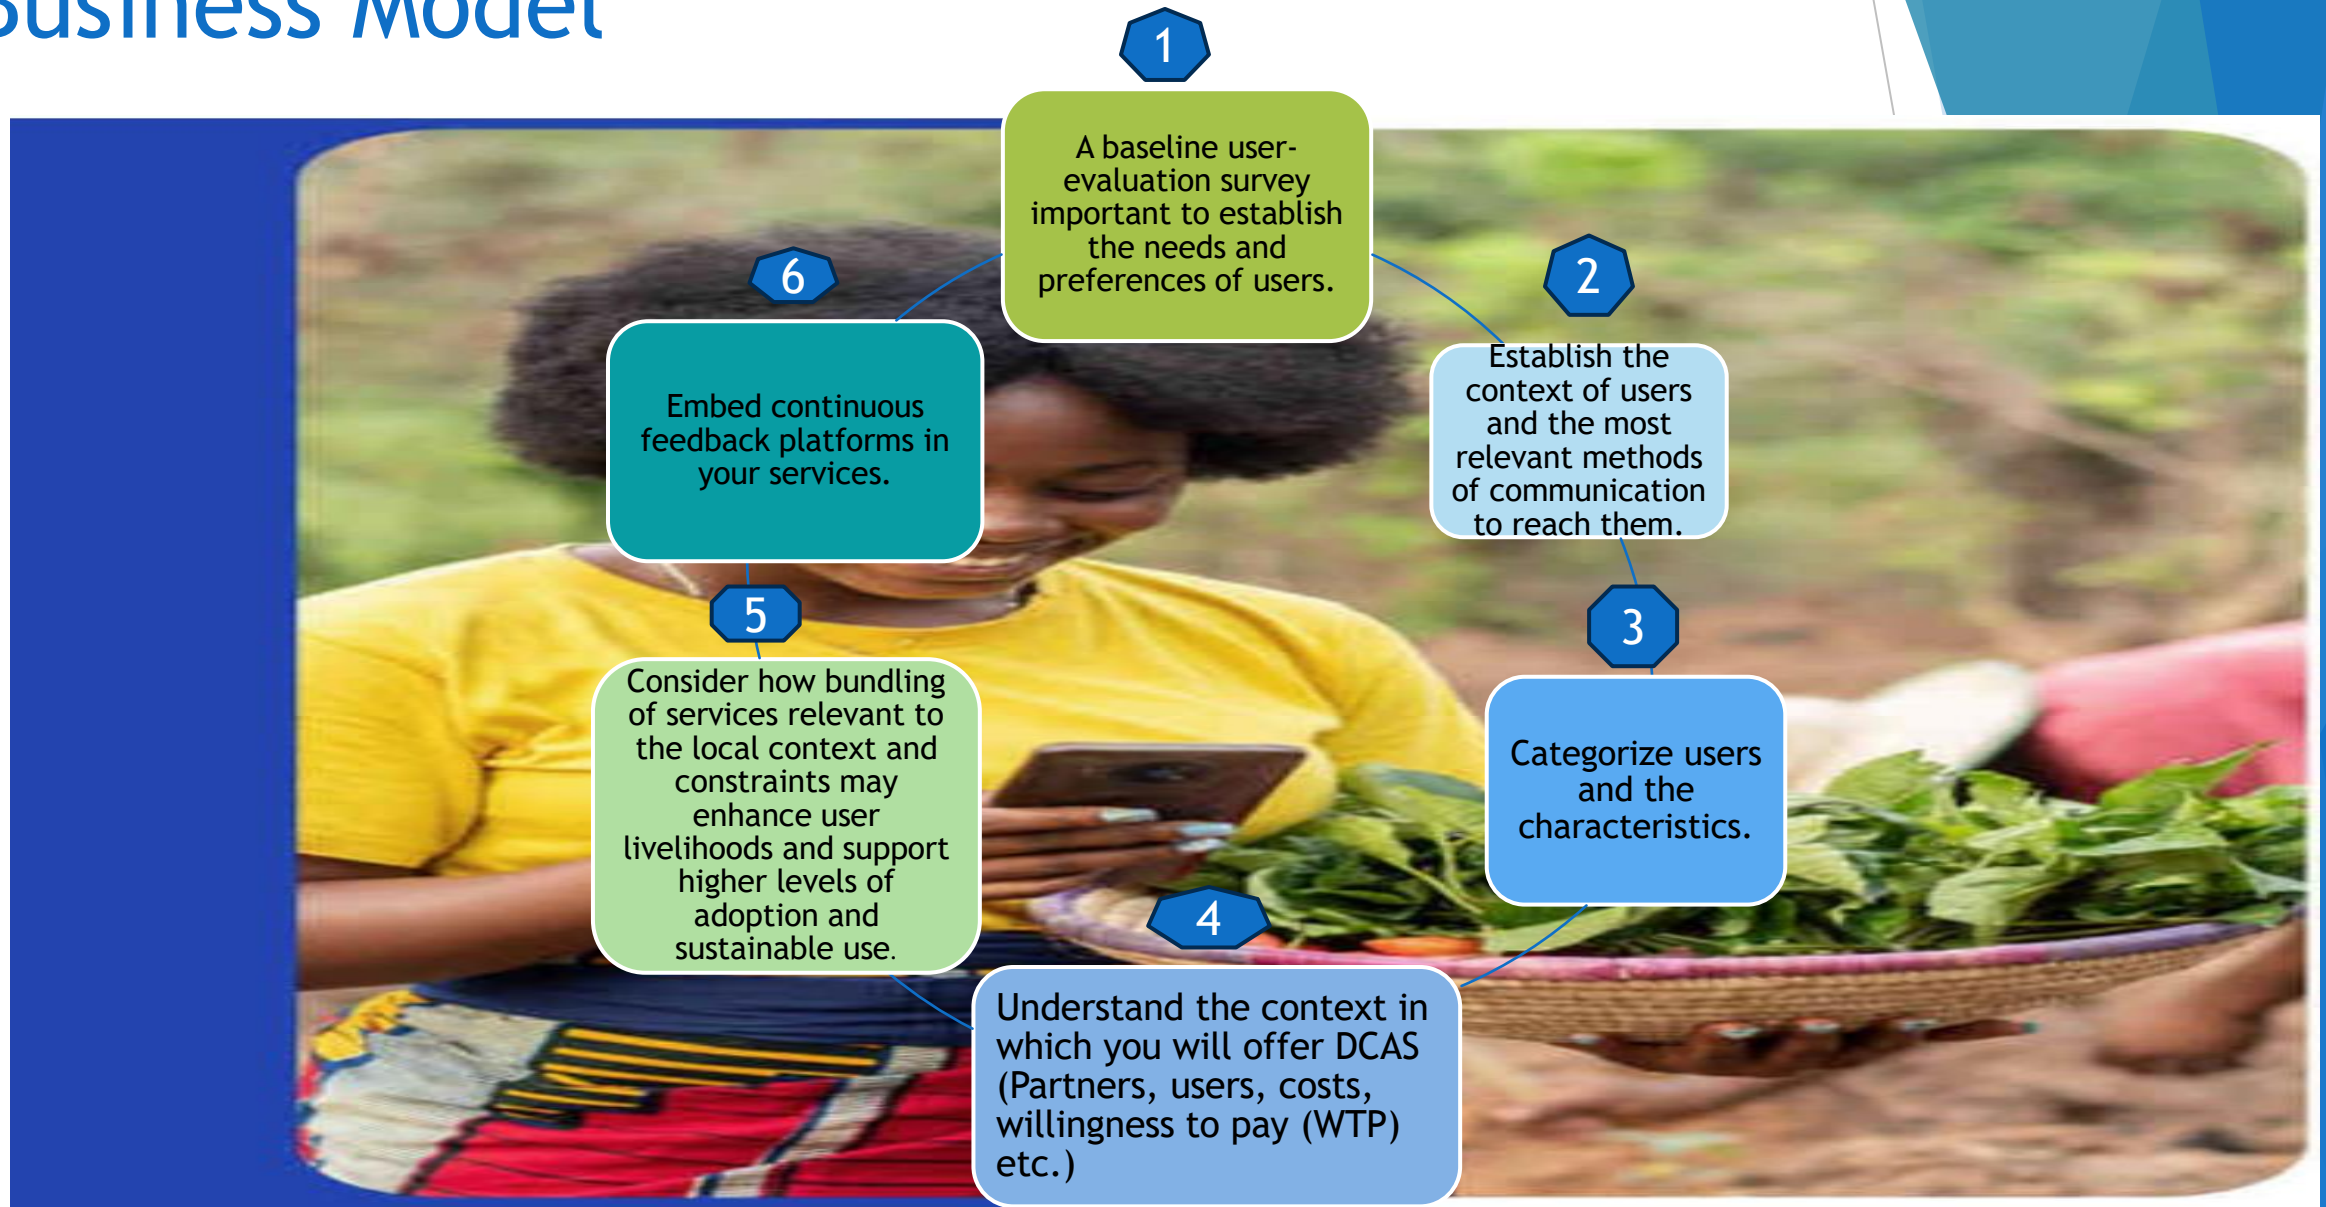 Business Model
1
A baseline user-
evaluation survey
important to establish
the needs and
preferences of users.
2
Establish the
context of users
and the most
relevant methods
of communication
to reach them.
3
Categorize users
and the
characteristics.
4
Understand the context in
which you will offer DCAS
(Partners, users, costs,
willingness to pay (WTP)
etc.)
5
Consider how bundling
of services relevant to
the local context and
constraints may
enhance user
livelihoods and support
higher levels of
adoption and
sustainable use.
6
Embed continuous
feedback platforms in
your services.